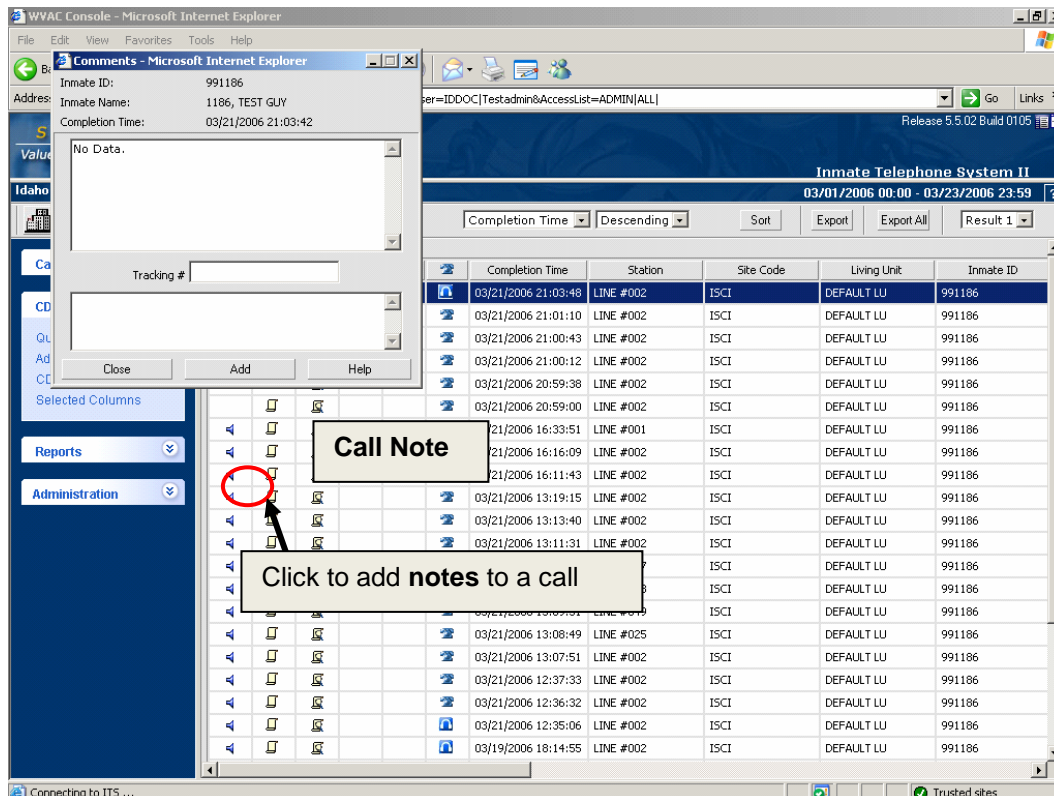 WVAC Console - Microsoft Internet Explorer
File Edit View Favorites Tools Help
Comments - Microsoft Internet Explorer
Inmate ID: 991186
Inmate Name: 1186, TEST GUY
Completion Time: 03/21/2006 21:03:42
No Data.
Tracking #
Close Add Help
ser=IDDOC|Testadmin&AccessList=ADMIN|ALL| Go Links
Release 5.5.02 Build 0105
Inmate Telephone System II
Idaho 03/01/2006 00:00 - 03/23/2006 23:59
Completion Time Descending Sort Export Export All Result 1
Selected Columns
Reports
Administration
Completion Time Station Site Code Living Unit Inmate ID
03/21/2006 21:03:48 LINE #002 ISCI DEFAULT LU 991186
03/21/2006 21:01:10 LINE #002 ISCI DEFAULT LU 991186
03/21/2006 21:00:43 LINE #002 ISCI DEFAULT LU 991186
03/21/2006 21:00:12 LINE #002 ISCI DEFAULT LU 991186
03/21/2006 20:59:38 LINE #002 ISCI DEFAULT LU 991186
03/21/2006 20:59:00 LINE #002 ISCI DEFAULT LU 991186
/21/2006 16:33:51 LINE #001 ISCI DEFAULT LU 991186
Call Note
/21/2006 16:16:09 LINE #002 ISCI DEFAULT LU 991186
/21/2006 16:11:43 LINE #002 ISCI DEFAULT LU 991186
03/21/2006 13:19:15 LINE #002 ISCI DEFAULT LU 991186
03/21/2006 13:13:40 LINE #002 ISCI DEFAULT LU 991186
03/21/2006 13:11:31 LINE #002 ISCI DEFAULT LU 991186
ISCI DEFAULT LU 991186
Click to add notes to a call
ISCI DEFAULT LU 991186
ISCI DEFAULT LU 991186
03/21/2006 13:08:49 LINE #025 ISCI DEFAULT LU 991186
03/21/2006 13:07:51 LINE #002 ISCI DEFAULT LU 991186
03/21/2006 12:37:33 LINE #002 ISCI DEFAULT LU 991186
03/21/2006 12:36:32 LINE #002 ISCI DEFAULT LU 991186
03/21/2006 12:35:06 LINE #002 ISCI DEFAULT LU 991186
03/19/2006 18:14:55 LINE #002 ISCI DEFAULT LU 991186
Connecting to ITS ... Trusted sites